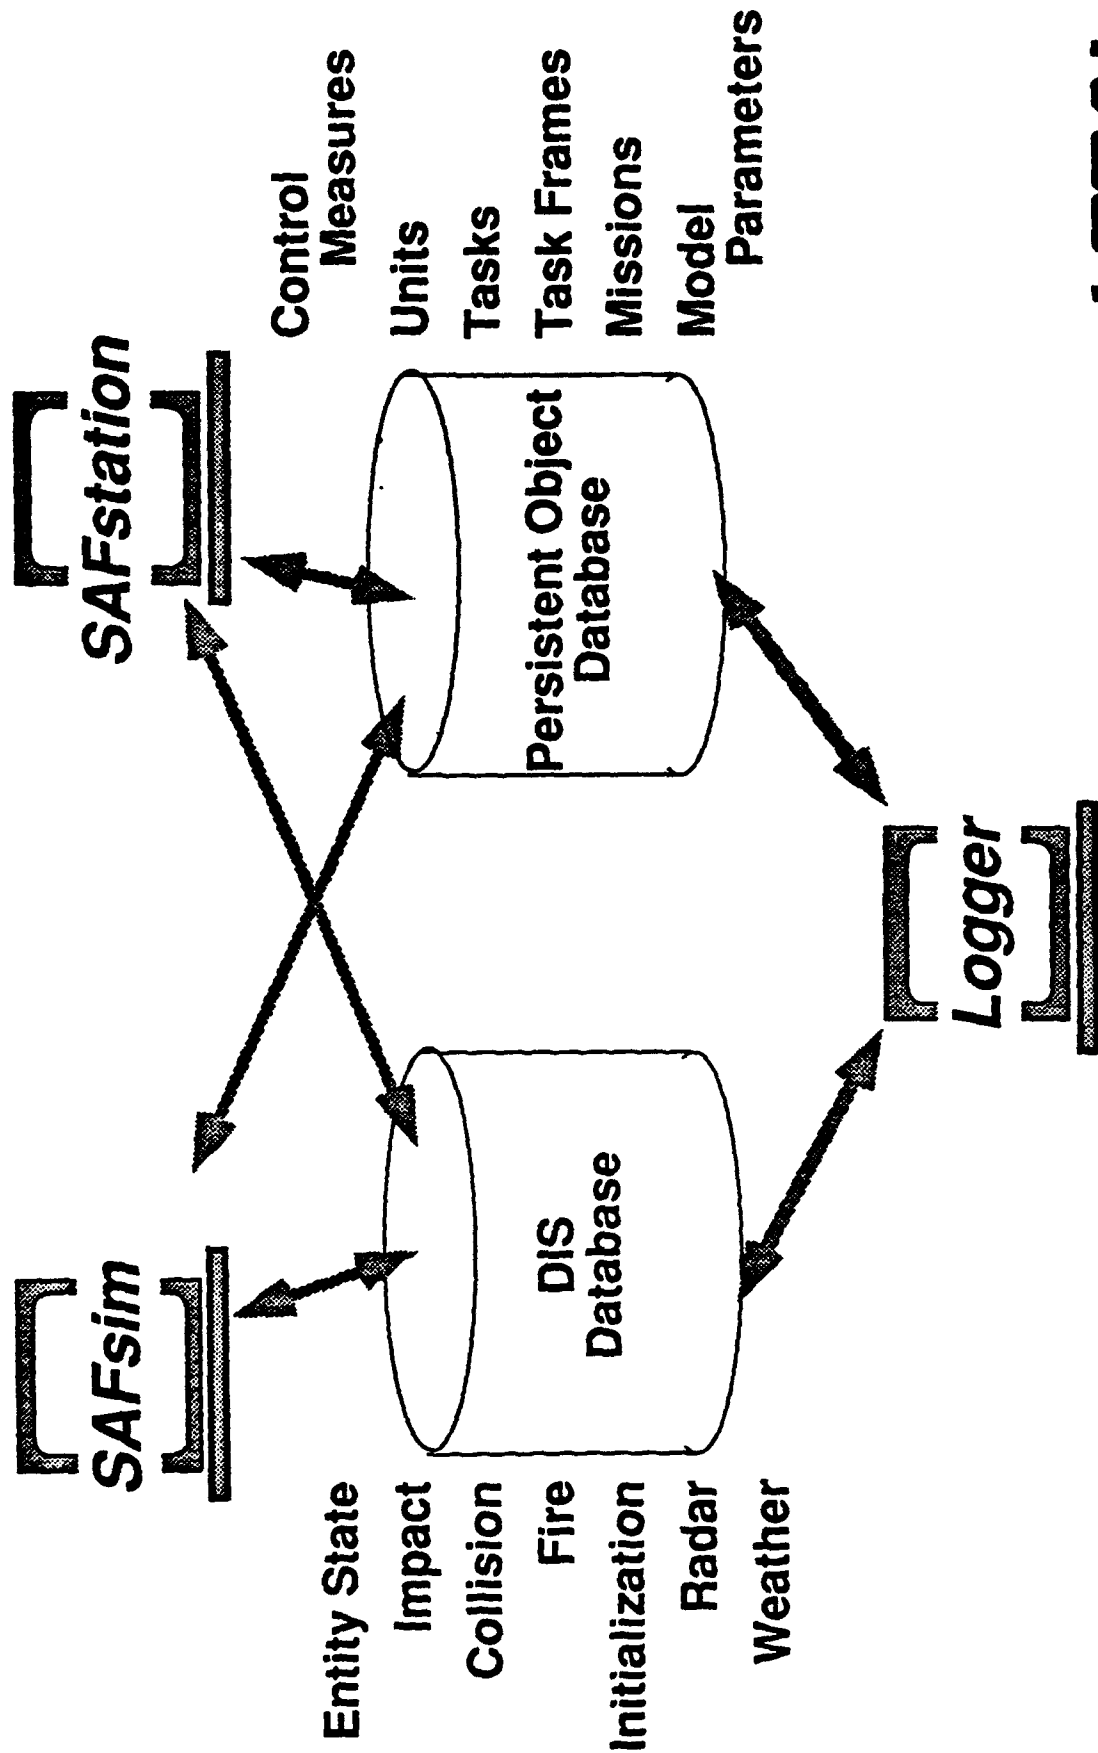 SAFsim
SAFstation
Entity State
Impact
Collision
Fire
Initialization
Radar
Weather
DIS
Database
Persistent Object
Database
Control
Measures
Units
Tasks
Task Frames
Missions
Model
Parameters
Logger